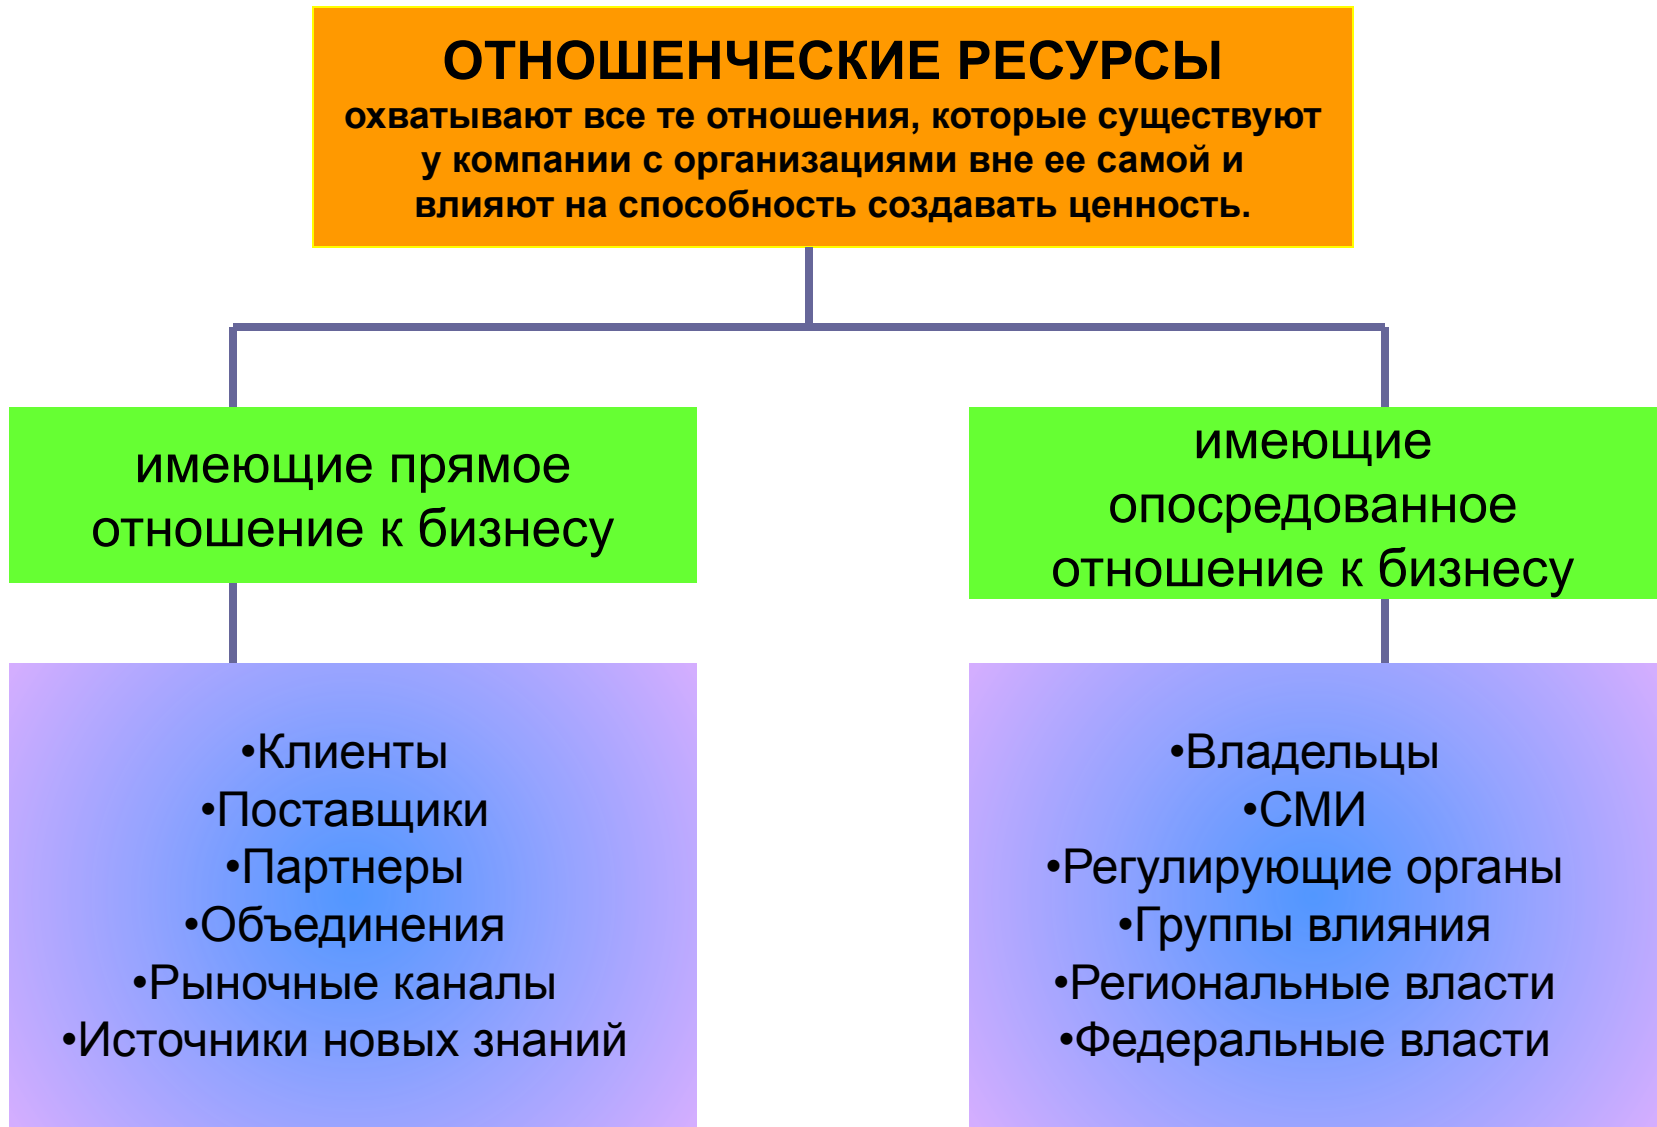 ОТНОШЕНЧЕСКИЕ РЕСУРСЫ
охватывают все те отношения, которые существуют
у компании с организациями вне ее самой и
влияют на способность создавать ценность.
имеющие прямое
отношение к бизнесу
имеющие
опосредованное
отношение к бизнесу
•Клиенты
•Поставщики
•Партнеры
•Объединения
•Рыночные каналы
•Источники новых знаний
•Владельцы
•СМИ
•Регулирующие органы
•Группы влияния
•Региональные власти
•Федеральные власти